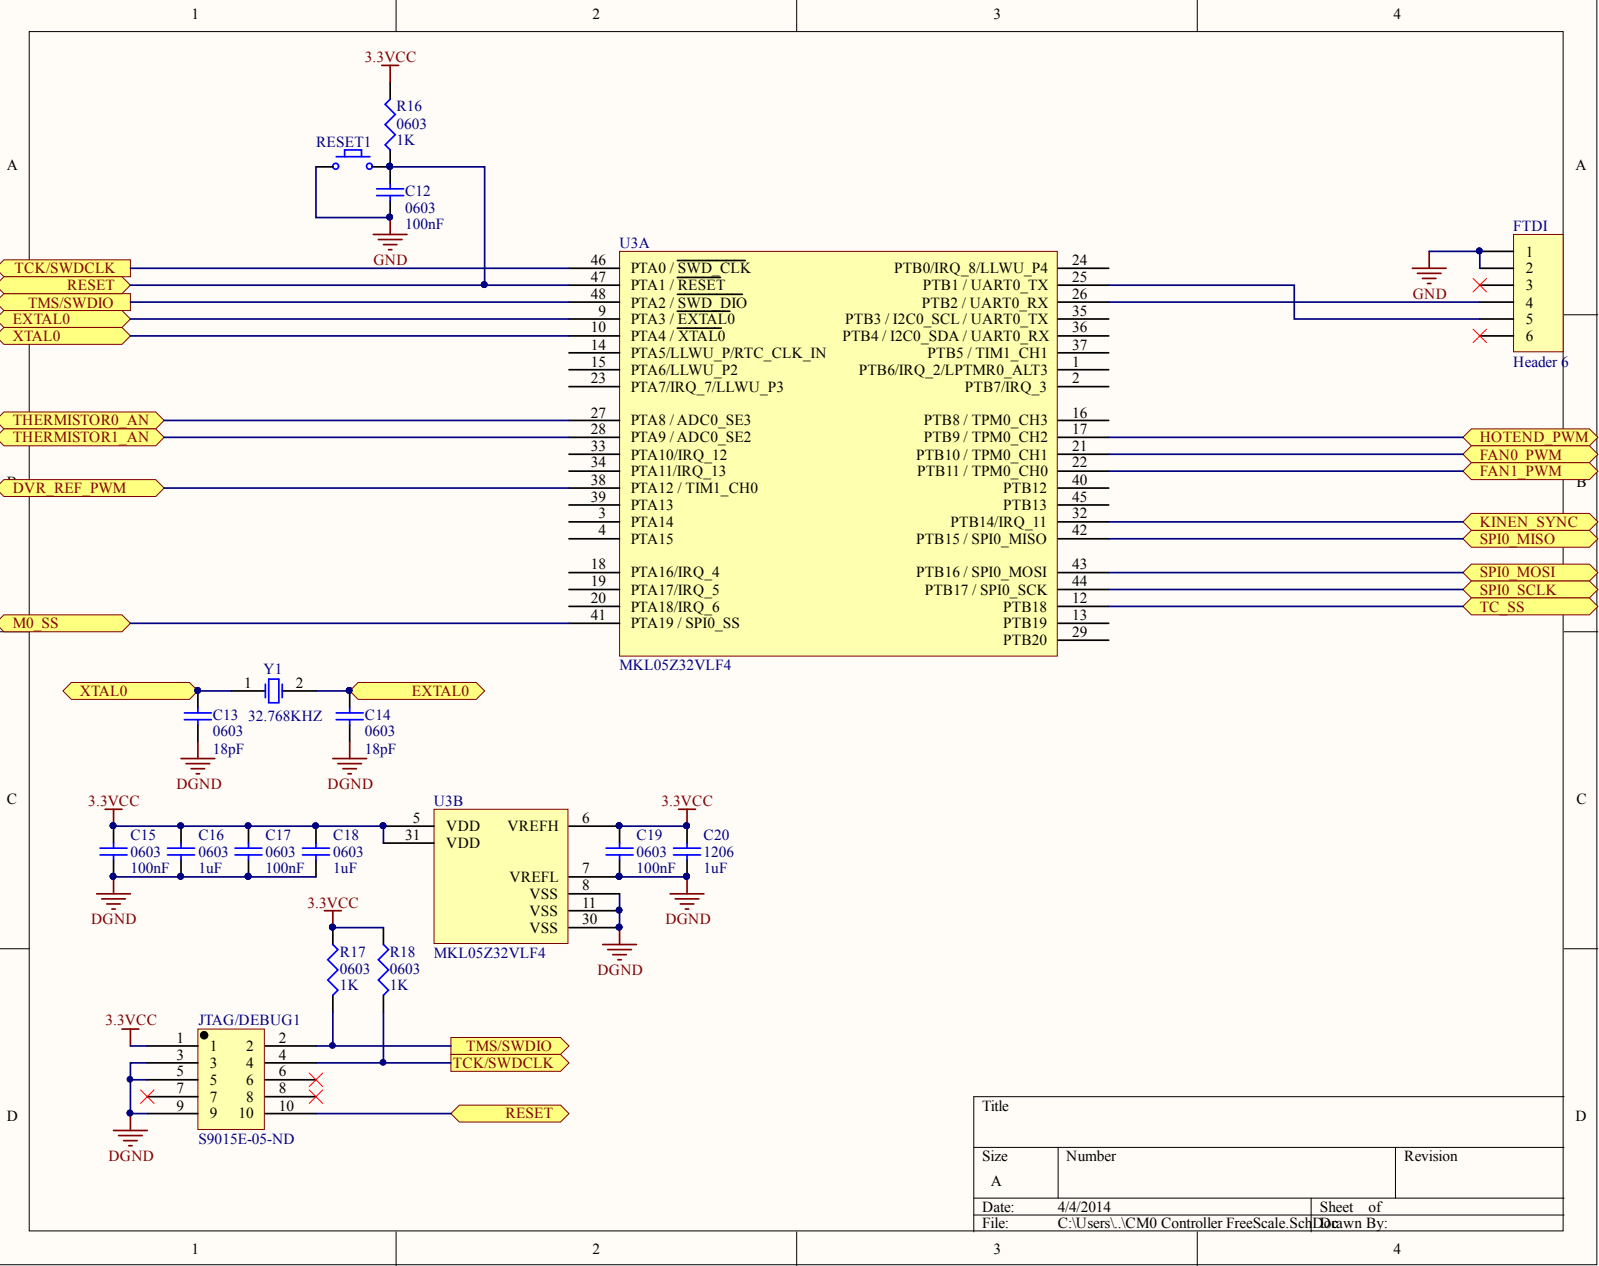 1 2 3 4
3.3VCC
R16
0603
1K
RESET1
A A
C12
0603
100nF
GND
FTDI
U3A
TCK/SWDCLK 46 PTA0 / SWD_CLK PTB0/IRQ_8/LLWU_P4 24 1
RESET 47 PTA1 / RESET PTB1 / UART0_TX 25 2
TMS/SWDIO 48 PTA2 / SWD_DIO PTB2 / UART0_RX 26 3
EXTAL0 9 PTA3 / EXTAL0 PTB3 / I2C0_SCL / UART0_TX 35 4
XTAL0 10 PTA4 / XTAL0 PTB4 / I2C0_SDA / UART0_RX 36 5
14 PTA5/LLWU_P/RTC_CLK_IN PTB5 / TIM1_CH1 37 6
GND
15 PTA6/LLWU_P2 PTB6/IRQ_2/LPTMR0_ALT3 1
Header 6
23 PTA7/IRQ_7/LLWU_P3 PTB7/IRQ_3 2
THERMISTOR0_AN 27 PTA8 / ADC0_SE3 PTB8 / TPM0_CH3 16
THERMISTOR1_AN 28 PTA9 / ADC0_SE2 PTB9 / TPM0_CH2 17 HOTEND_PWM
33 PTA10/IRQ_12 PTB10 / TPM0_CH1 21 FAN0_PWM
34 PTA11/IRQ_13 PTB11 / TPM0_CH0 22 FAN1_PWM
DVR_REF_PWM 38 PTA12 / TIM1_CH0 PTB12 40 B
39 PTA13 PTB13 45
3 PTA14 PTB14/IRQ_11 32 KINEN_SYNC
4 PTA15 PTB15 / SPI0_MISO 42 SPI0_MISO
18 PTA16/IRQ_4 PTB16 / SPI0_MOSI 43 SPI0_MOSI
19 PTA17/IRQ_5 PTB17 / SPI0_SCK 44 SPI0_SCLK
20 PTA18/IRQ_6 PTB18 12 TC_SS
M0_SS 41 PTA19 / SPI0_SS PTB19 13
PTB20 29
MKL05Z32VLF4
Y1
XTAL0 1 2 EXTAL0
C13 32.768KHZ C14
0603 0603
18pF 18pF
DGND DGND
C C
3.3VCC U3B 3.3VCC
5 VDD VREFH 6
C15 C16 C17 C18 31 VDD C19 C20
0603 0603 0603 0603 0603 1206
100nF 1uF 100nF 1uF 100nF 1uF
VREFL 7
VSS 8
VSS 11
VSS 30
DGND DGND
3.3VCC
MKL05Z32VLF4
DGND
R17 R18
0603 0603
1K 1K
3.3VCC JTAG/DEBUG1
1 1 2 2 TMS/SWDIO
3 3 4 4 TCK/SWDCLK
5 5 6 6
7 7 8 8
9 9 10 10 RESET
S9015E-05-ND
DGND
D D
Title
Size Number Revision
A
Date: 4/4/2014 Sheet of
File: C:\Users\..\CM0 Controller FreeScale.SchDoc Drawn By:
1 2 3 4